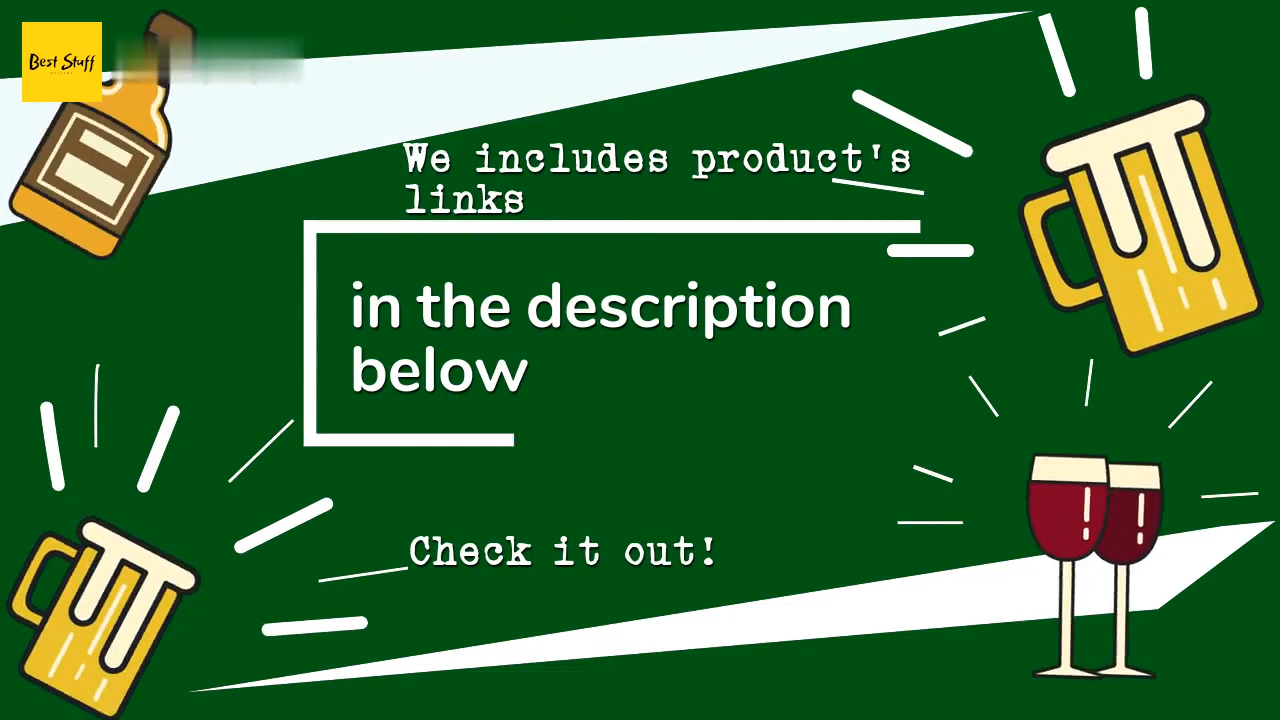 Best Stuff
We includes product's
links
in the description
below
Check it out!